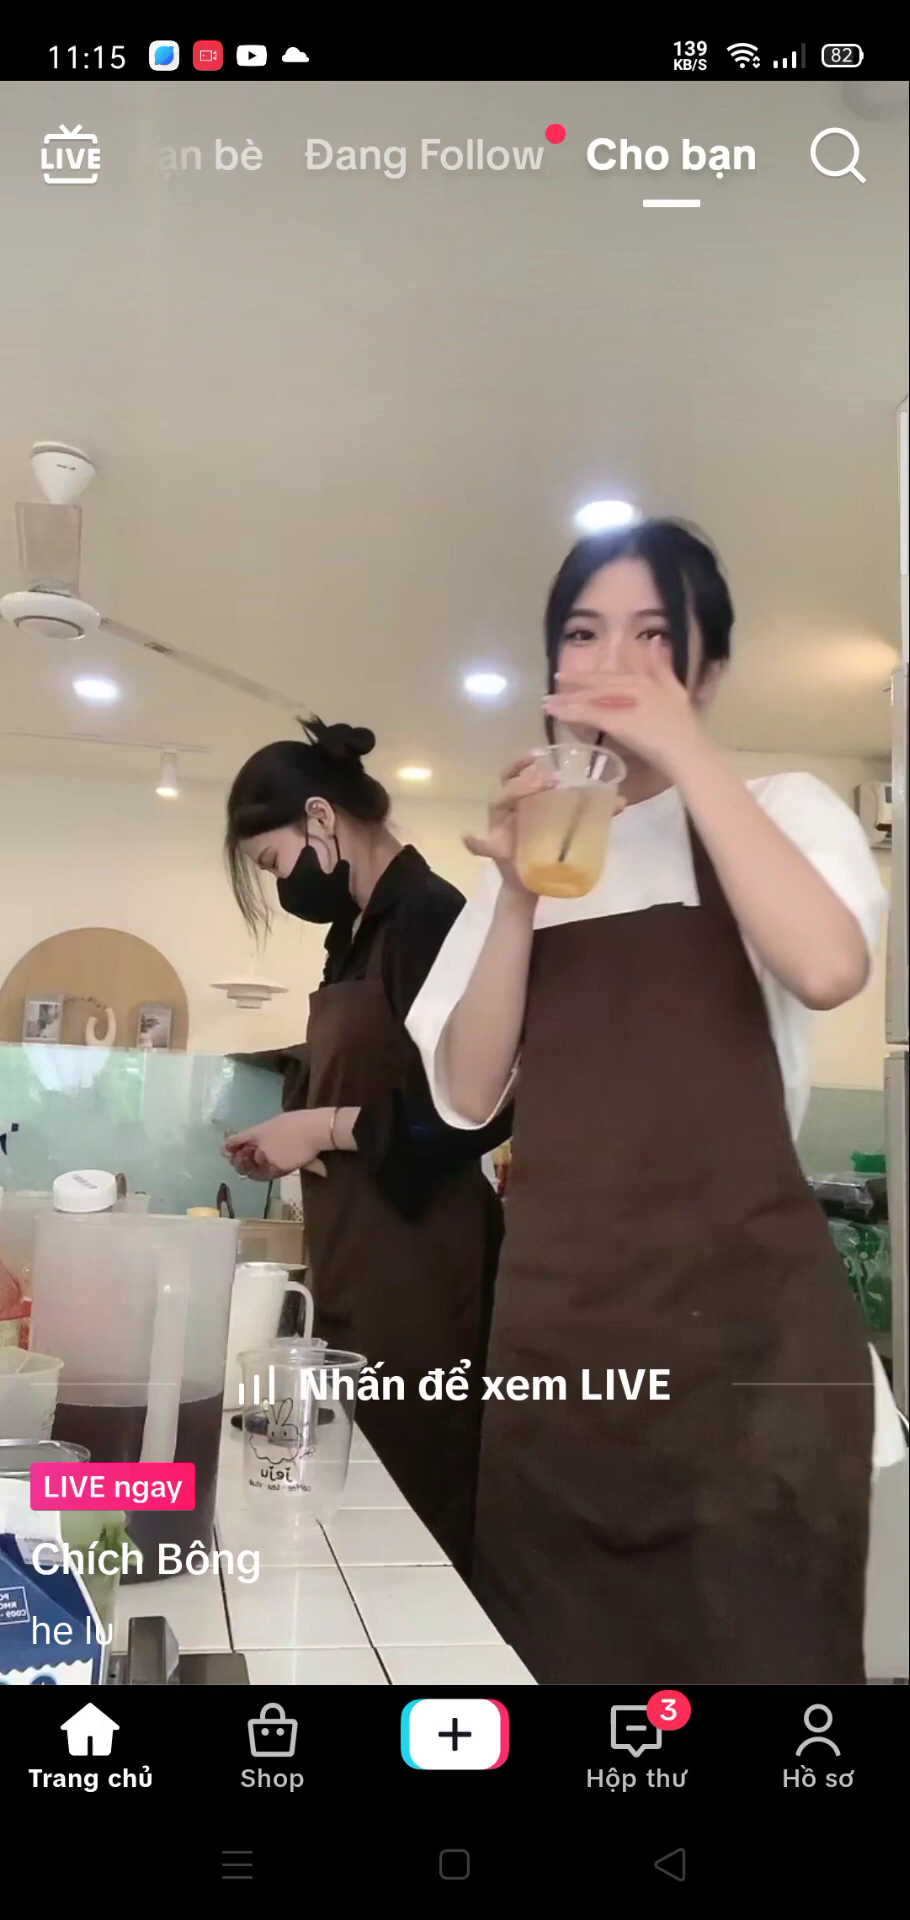 11:15
139
KB/S
82
LIVE
ạn bè
Đang Follow
Cho bạn
Nhấn để xem LIVE
LIVE ngay
Chích Bông
he lu
Trang chủ
Shop
3
Hộp thư
Hồ sơ